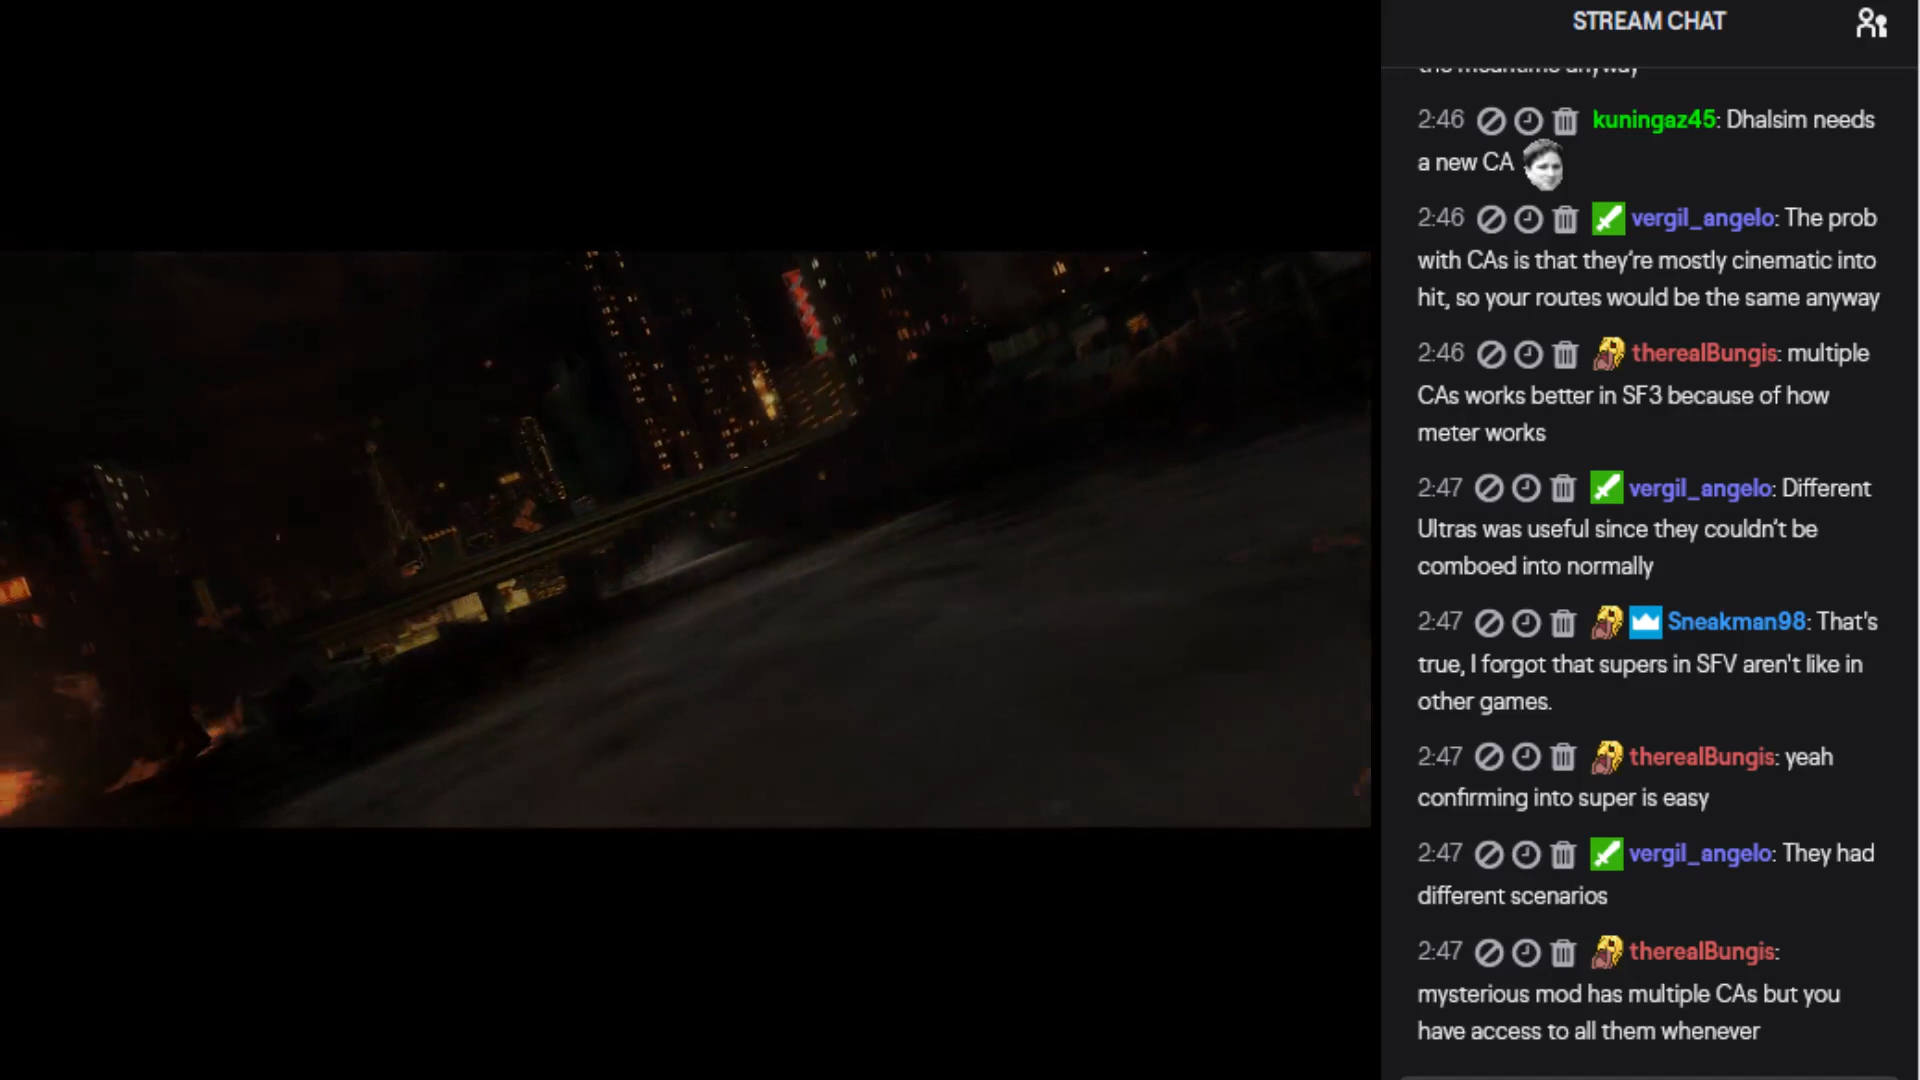 STREAM CHAT
the meantime anyway
2:46 kuningaz45: Dhalsim needs
a new CA
2:46 vergil_angelo: The prob
with CAs is that they're mostly cinematic into
hit, so your routes would be the same anyway
2:46 therealBungis: multiple
CAs works better in SF3 because of how
meter works
2:47 vergil_angelo: Different
Ultras was useful since they couldn't be
comboed into normally
2:47 Sneakman98: That's
true, I forgot that supers in SFV aren't like in
other games.
2:47 therealBungis: yeah
confirming into super is easy
2:47 vergil_angelo: They had
different scenarios
2:47 therealBungis:
mysterious mod has multiple CAs but you
have access to all them whenever